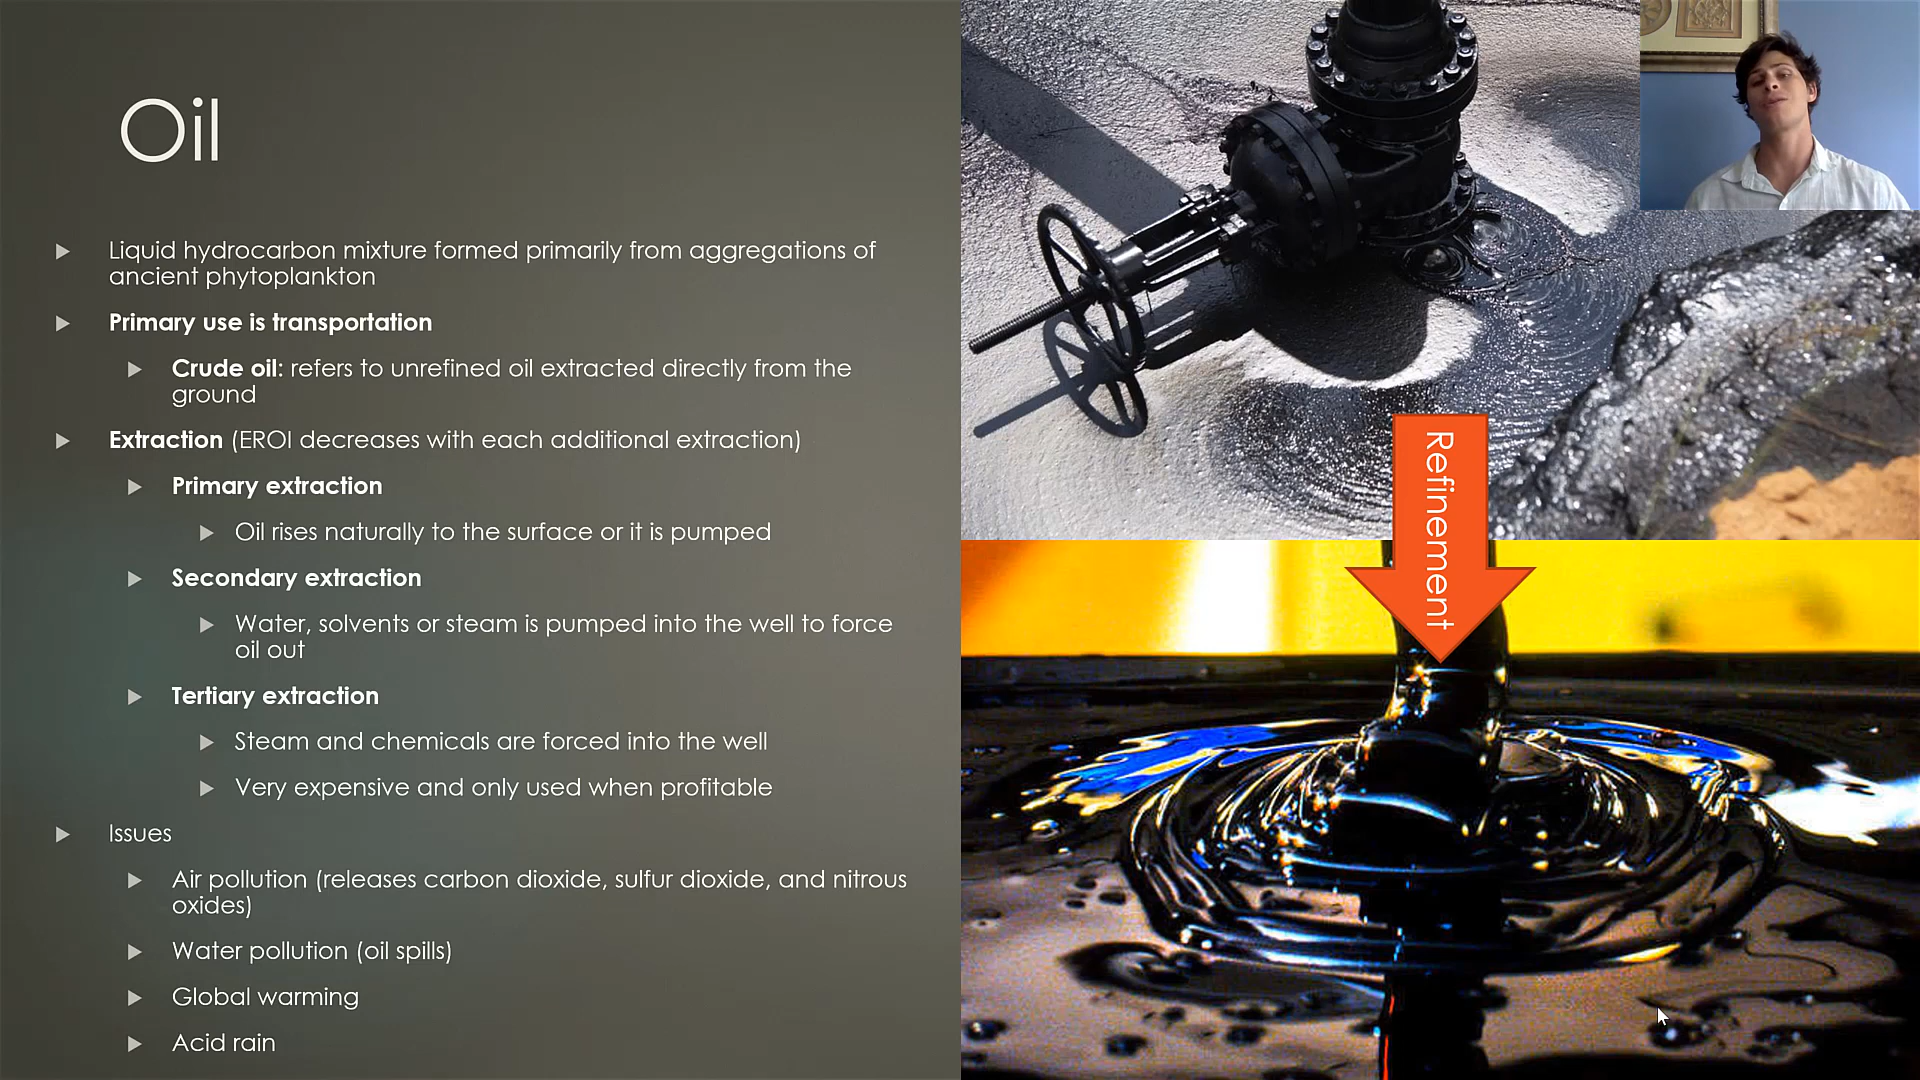 Oil
Liquid hydrocarbon mixture formed primarily from aggregations of
ancient phytoplankton
Primary use is transportation
Crude oil: refers to unrefined oil extracted directly from the
ground
Extraction (EROI decreases with each additional extraction)
Primary extraction
Oil rises naturally to the surface or it is pumped
Secondary extraction
Water, solvents or steam is pumped into the well to force
oil out
Tertiary extraction
Steam and chemicals are forced into the well
Very expensive and only used when profitable
Issues
Air pollution (releases carbon dioxide, sulfur dioxide, and nitrous
oxides)
Water pollution (oil spills)
Global warming
Acid rain
Refinement